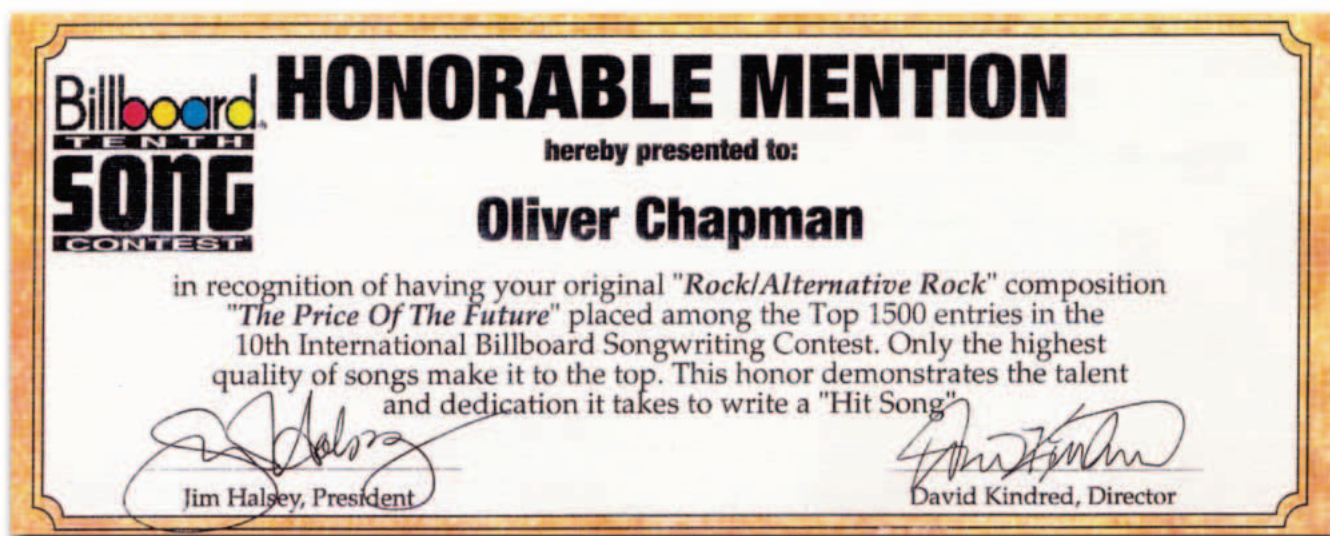 Billboard
TENTH
SONG
CONTEST
HONORABLE MENTION
hereby presented to:
Oliver Chapman
in recognition of having your original "Rock/Alternative Rock" composition
"The Price Of The Future" placed among the Top 1500 entries in the
10th International Billboard Songwriting Contest. Only the highest
quality of songs make it to the top. This honor demonstrates the talent
and dedication it takes to write a "Hit Song"
Jim Halsey, President
David Kindred, Director